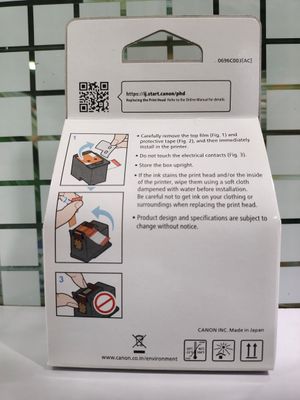 0696C003[AC]
https://ij.start.canon/phd
Replacing the Print Head Refer to the Online Manual for details.
1
2
3
• Carefully remove the top film (Fig. 1) and
protective tape (Fig. 2), and then immediately
install in the printer.
• Do not touch the electrical contacts (Fig. 3).
• Store the box upright.
• If the ink stains the print head and/or the inside
of the printer, wipe them using a soft cloth
dampened with water before installation.
Be careful not to get ink on your clothing or
surroundings when replacing the print head.
• Product design and specifications are subject to
change without notice.
CANON INC. Made in Japan
www.canon.co.in/environment